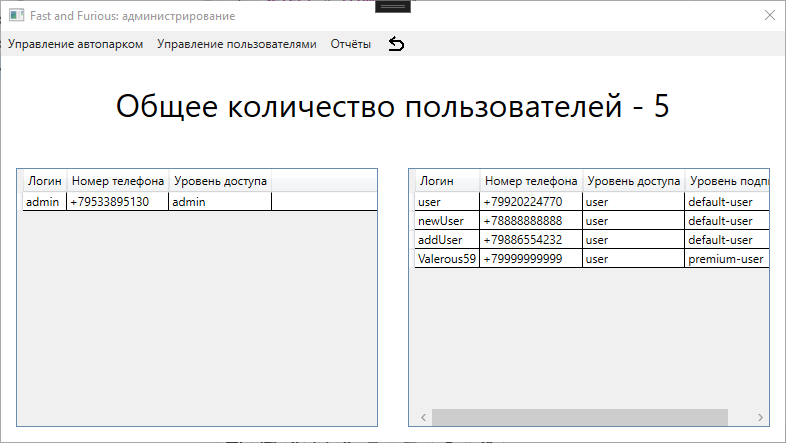 Fast and Furious: администрирование
Управление автопарком Управление пользователями Отчёты
Общее количество пользователей - 5
Логин Номер телефона Уровень доступа
admin +79533895130 admin
Логин Номер телефона Уровень доступа Уровень подп
user +79920224770 user default-user
newUser +78888888888 user default-user
addUser +79886554232 user default-user
Valerous59 +79999999999 user premium-user